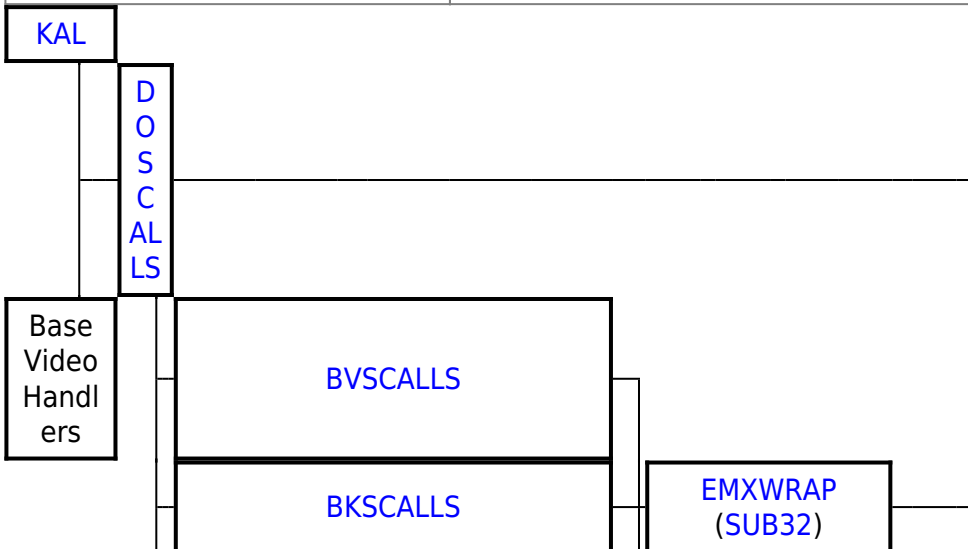 KAL
D
O
S
C
AL
LS
Base
Video
Handl
ers
BVSCALLS
BKSCALLS
EMXWRAP
(SUB32)